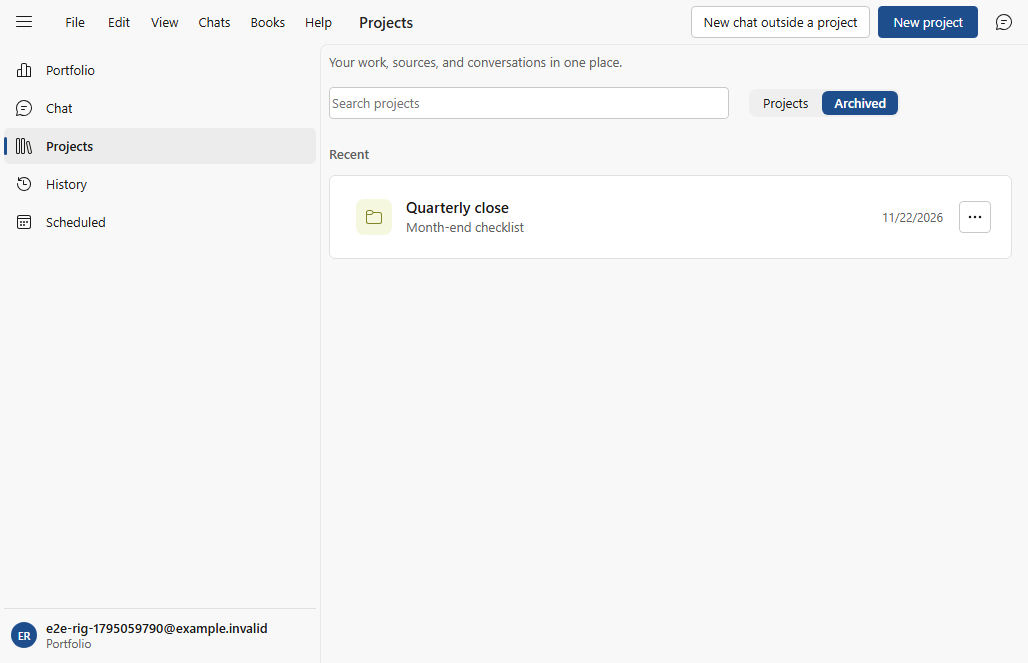 File Edit View Chats Books Help Projects New chat outside a project New project
Portfolio
Chat
Projects
History
Scheduled
Your work, sources, and conversations in one place.
Search projects
Projects Archived
Recent
Quarterly close
Month-end checklist
11/22/2026
ER
e2e-rig-1795059790@example.invalid
Portfolio